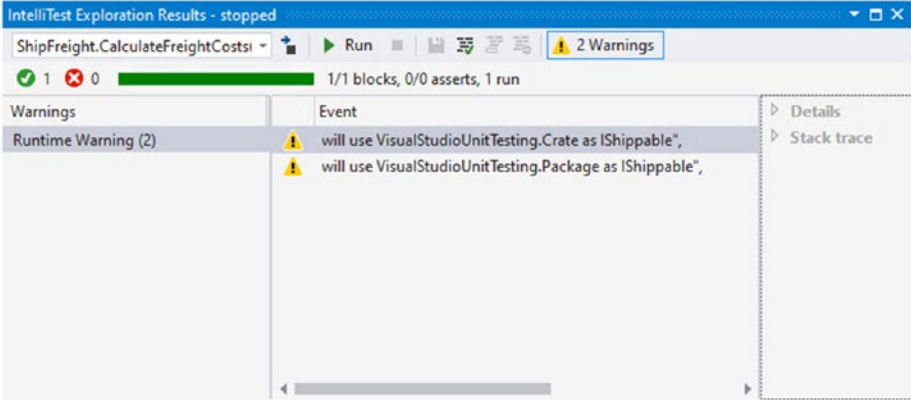 IntelliTest Exploration Results - stopped
ShipFreight.CalculateFreightCosts( Run 2 Warnings
1 0 1/1 blocks, 0/0 asserts, 1 run
Warnings Event Details
Runtime Warning (2) will use VisualStudioUnitTesting.Crate as IShippable", Stack trace
will use VisualStudioUnitTesting.Package as IShippable",